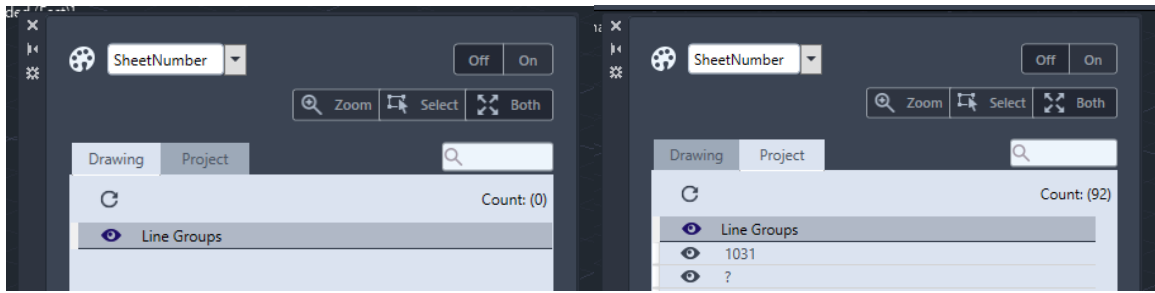 SheetNumber
Off On
Zoom Select Both
Drawing Project
Count: (0)
Line Groups
SheetNumber
Off On
Zoom Select Both
Drawing Project
Count: (92)
Line Groups
1031
?